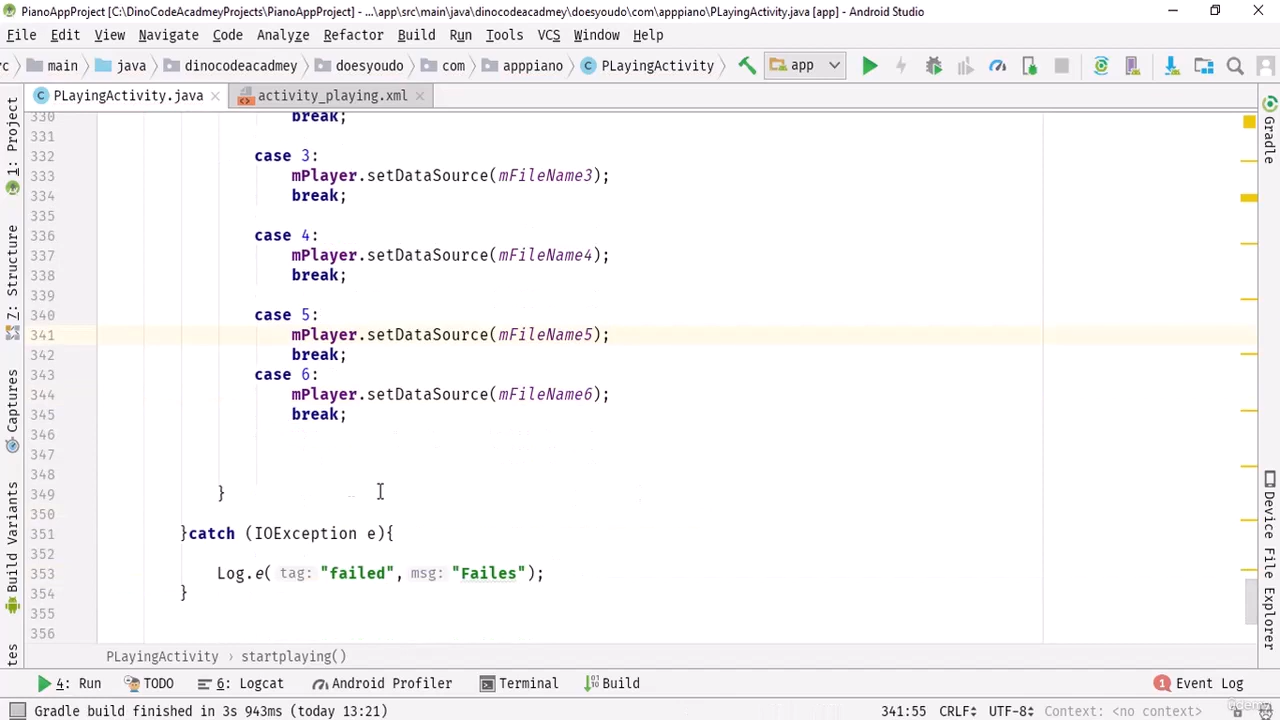 PianoAppProjects [C:\DinoCodeAcadmeyProjects\PianoAppProject] - ...\app\src\main\java\dinocodeacadmey\doesyoudo\com\apppiano\PLayingActivity.java [app] - Android Studio
File Edit View Navigate Code Analyze Refactor Build Run Tools VCS Window Help
rc main java dinocodeacadmey doesyoudo com apppiano PLayingActivity app
PLayingActivity.java activity_playing.xml
330 break;
331
332 case 3:
333 mPlayer.setDataSource(mFileName3);
334 break;
335
336 case 4:
337 mPlayer.setDataSource(mFileName4);
338 break;
339
340 case 5:
341 mPlayer.setDataSource(mFileName5);
342 break;
343 case 6:
344 mPlayer.setDataSource(mFileName6);
345 break;
346
347
348
349 }
350
351 }catch (IOException e){
352
353 Log.e( tag: "failed", msg: "Failes");
354 }
355
356
1: Project
7: Structure
Captures
Build Variants
tes
Gradle
Device File Explorer
PLayingActivity › startplaying()
4: Run TODO 6: Logcat Android Profiler Terminal Build 1 Event Log
Gradle build finished in 3s 943ms (today 13:21) 341:55 CRLF UTF-8 Context: <no context>